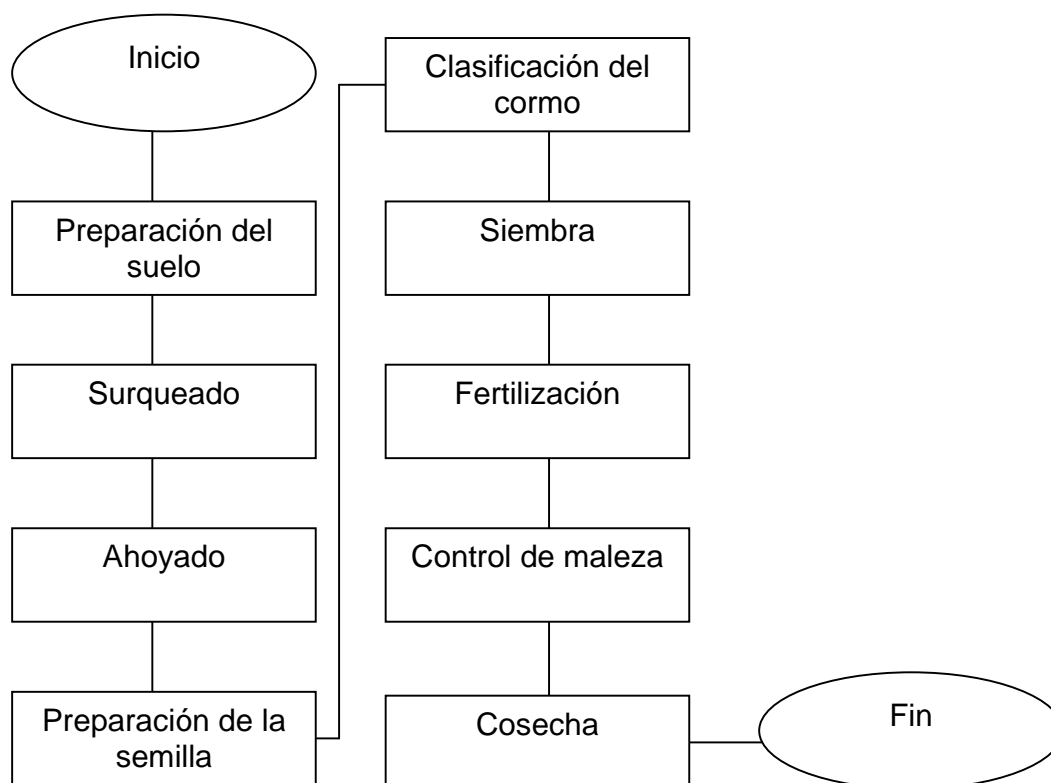 Inicio
Preparación del
suelo
Surqueado
Ahoyado
Preparación de la
semilla
Clasificación del
cormo
Siembra
Fertilización
Control de maleza
Cosecha
Fin